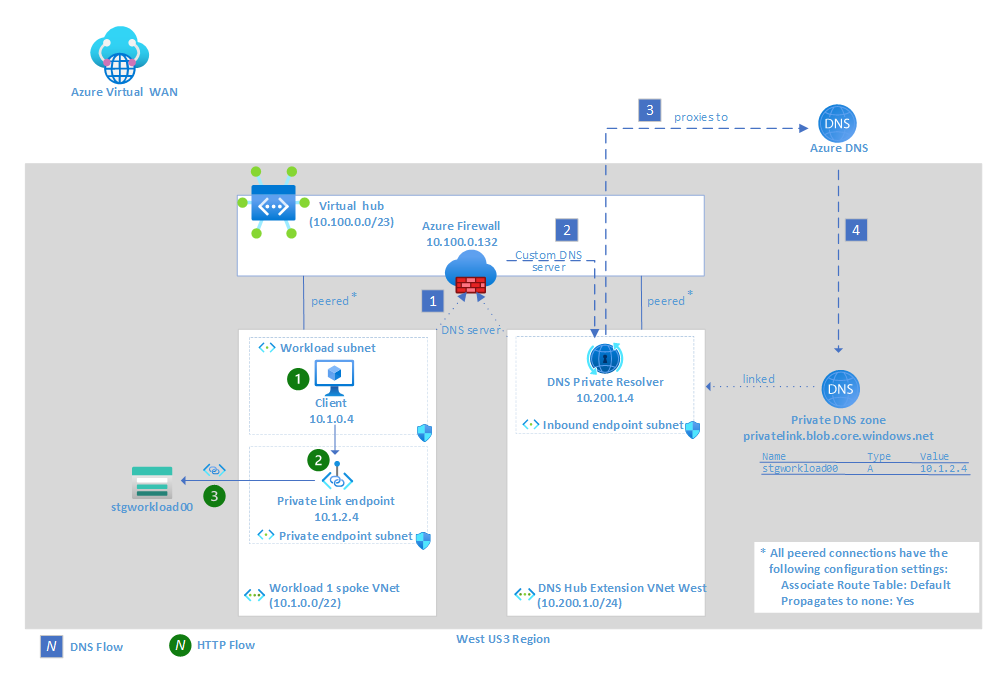 Azure Virtual WAN
3
proxies to
DNS
Azure DNS
Virtual hub
(10.100.0.0/23)
Azure Firewall
10.100.0.132
2
Custom DNS
server
4
peered *
1
DNS server
peered *
Workload subnet
1
Client
10.1.0.4
DNS Private Resolver
10.200.1.4
Inbound endpoint subnet
linked
DNS
Private DNS zone
privatelink.blob.core.windows.net
Name Type Value
stgworkload00 A 10.1.2.4
2
3
stgworkload00
Private Link endpoint
10.1.2.4
Private endpoint subnet
Workload 1 spoke VNet
(10.1.0.0/22)
DNS Hub Extension VNet West
(10.200.1.0/24)
* All peered connections have the
following configuration settings:
Associate Route Table: Default
Propagates to none: Yes
West US3 Region
N DNS Flow
N HTTP Flow